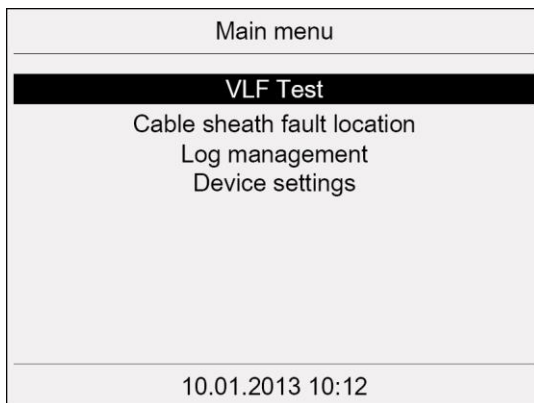 Main menu
VLF Test
Cable sheath fault location
Log management
Device settings
10.01.2013 10:12